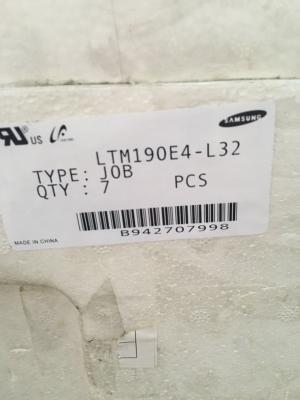 SAMSUNG
US
LTM190E4-L32
TYPE: JOB
QTY : 7 PCS
B942707998
MADE IN CHINA